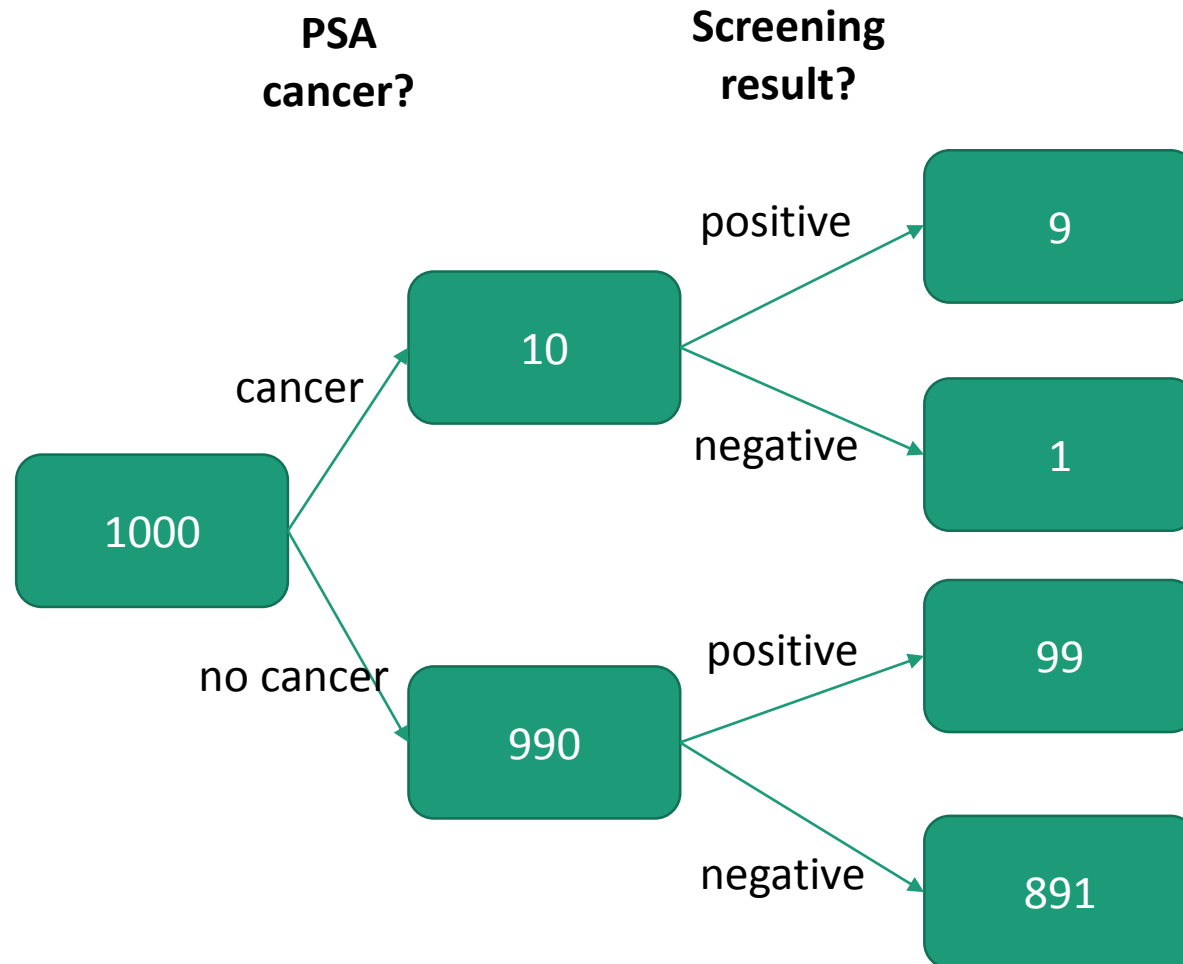 PSA
cancer?
Screening
result?
positive
9
10
cancer
negative
1
1000
positive
99
no cancer
990
negative
891